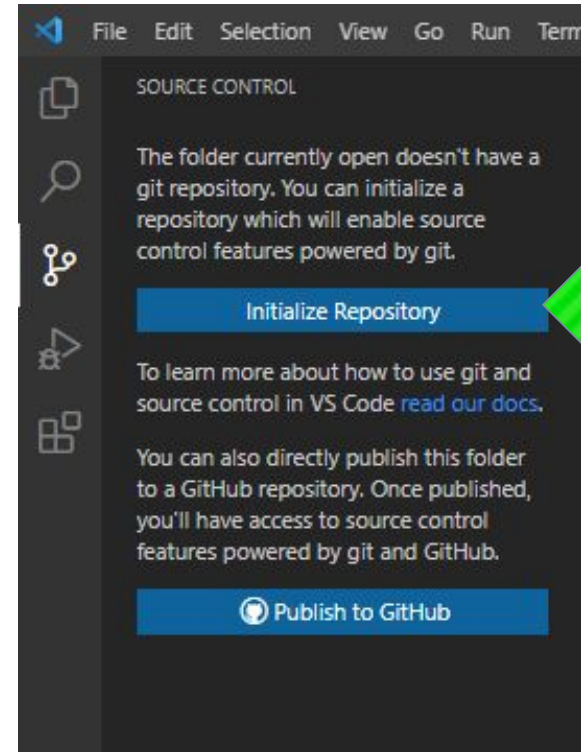 File Edit Selection View Go Run Term
SOURCE CONTROL
The folder currently open doesn't have a
git repository. You can initialize a
repository which will enable source
control features powered by git.
Initialize Repository
To learn more about how to use git and
source control in VS Code read our docs.
You can also directly publish this folder
to a GitHub repository. Once published,
you'll have access to source control
features powered by git and GitHub.
Publish to GitHub